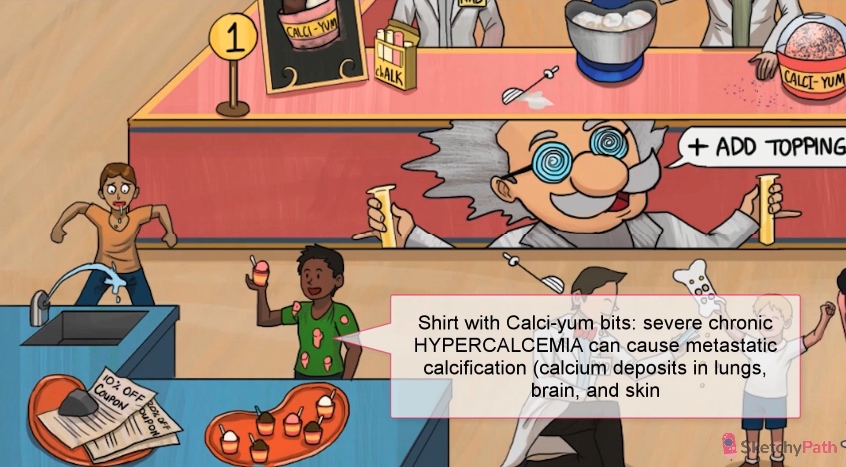 1
CALCI-YUM
CHALK
CALCI-YUM
+ ADD TOPPING
10% OFF
COUPON
20% OFF
COUPON
Shirt with Calci-yum bits: severe chronic
HYPERCALCEMIA can cause metastatic
calcification (calcium deposits in lungs,
brain, and skin
SketchyPath